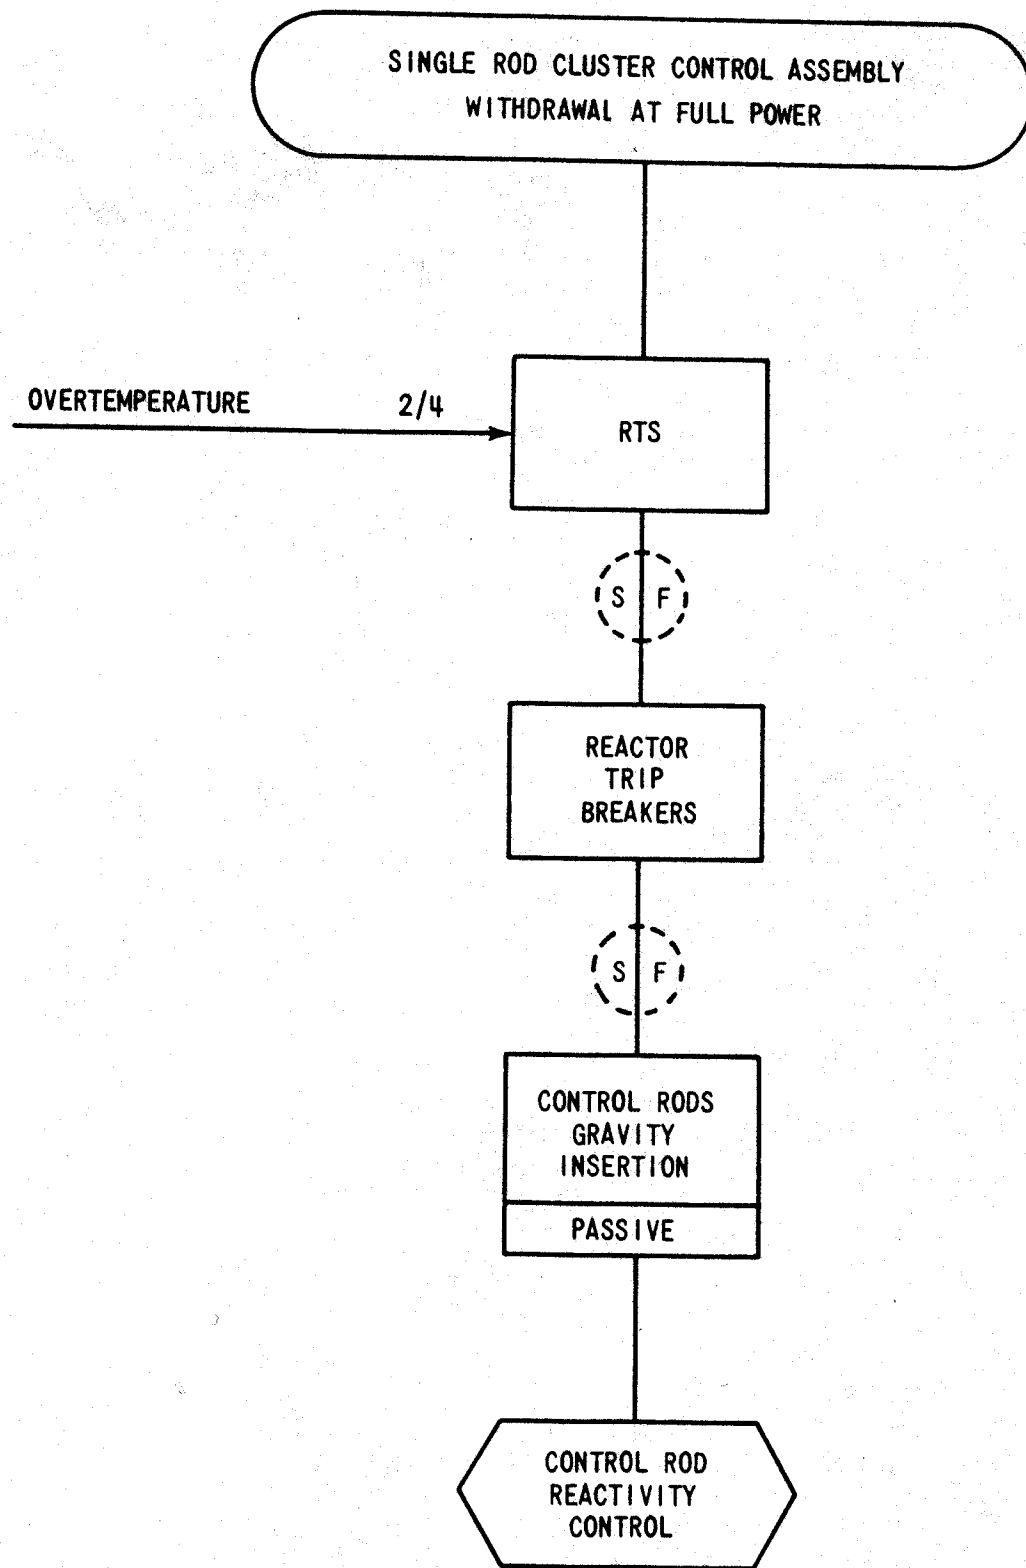 SINGLE ROD CLUSTER CONTROL ASSEMBLY
WITHDRAWAL AT FULL POWER
OVERTEMPERATURE 2/4
RTS
S F
REACTOR
TRIP
BREAKERS
S F
CONTROL RODS
GRAVITY
INSERTION
PASSIVE
CONTROL ROD
REACTIVITY
CONTROL